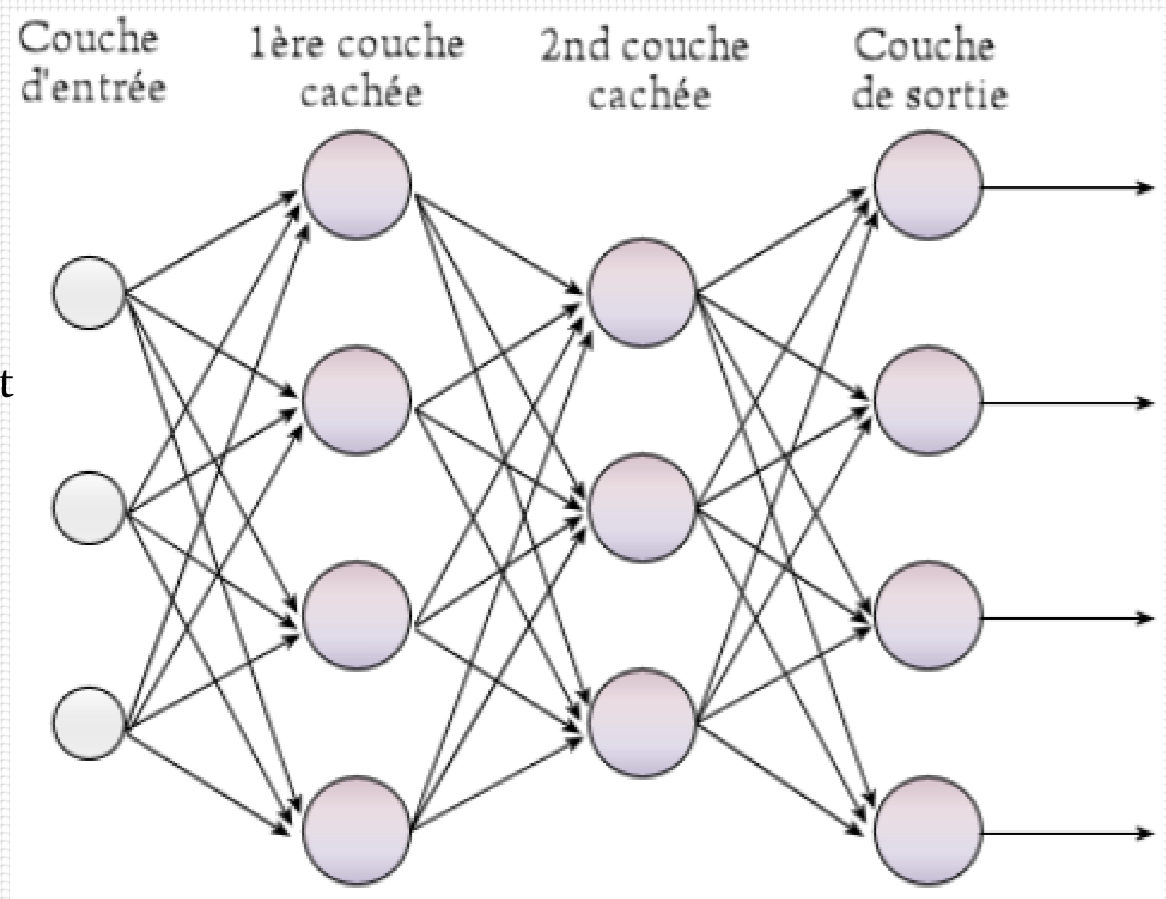 Couche
d'entrée
1ère couche
cachée
2nd couche
cachée
Couche
de sortie
t